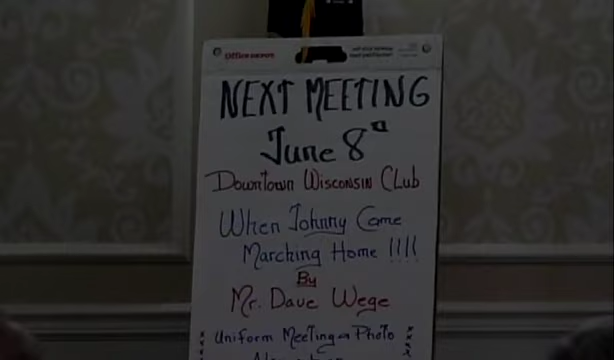 OfficeMax
NEXT MEETING
June 8th
Downtown Wisconsin Club
When Johnny Come
Marching Home !!!!
By
Mr. Dave Wege
Uniform Meeting & Photo